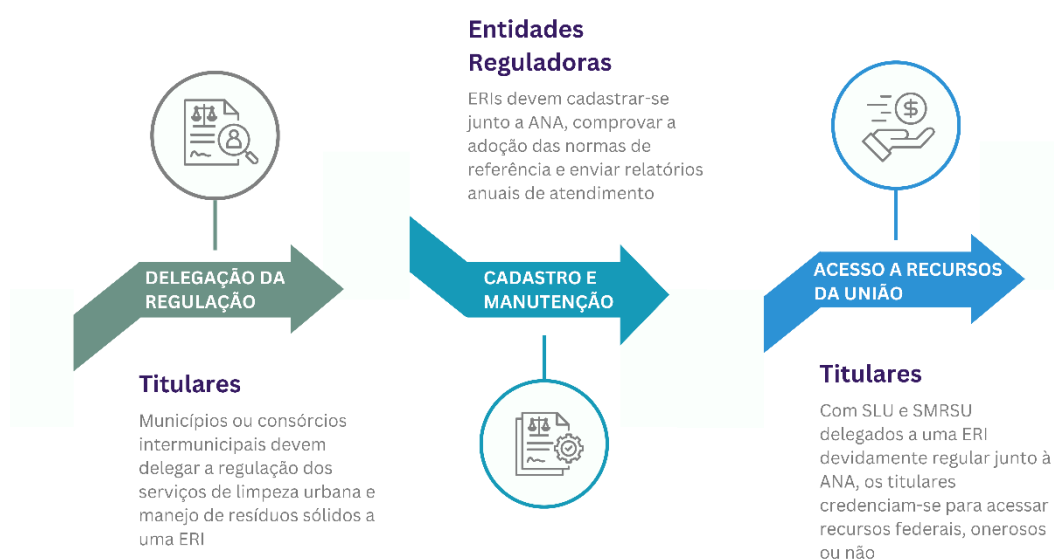 DELEGAÇÃO DA
REGULAÇÃO
Titulares
Municípios ou consórcios
intermunicipais devem
delegar a regulação dos
serviços de limpeza urbana e
manejo de resíduos sólidos a
uma ERI
Entidades
Reguladoras
ERIs devem cadastrar-se
junto a ANA, comprovar a
adoção das normas de
referência e enviar relatórios
anuais de atendimento
CADASTRO E
MANUTENÇÃO
$
ACESSO A RECURSOS
DA UNIÃO
Titulares
Com SLU e SMRSU
delegados a uma ERI
devidamente regular junto à
ANA, os titulares
credenciam-se para acessar
recursos federais, onerosos
ou não